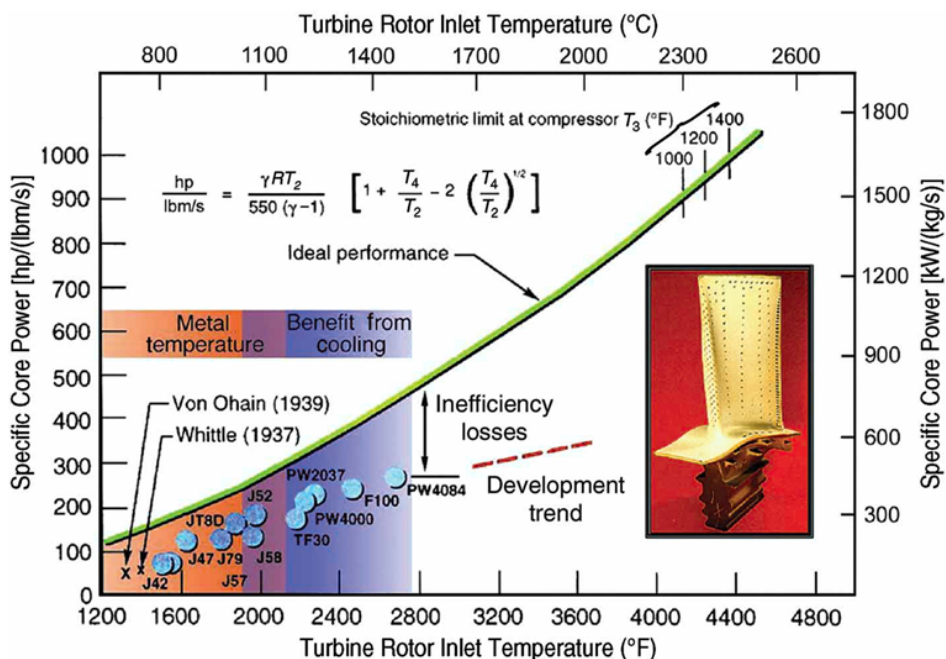 Turbine Rotor Inlet Temperature (°C)
800 1100 1200 1400 1500 1700 2000 2300 2600
Stoichiometric limit at compressor T3 (°F)
1000 1200 1400
hp / lbm/s = γRT2 / 550 (γ–1) [1 + T4/T2 – 2 (T4/T2)^1/2]
Ideal performance
Specific Core Power [hp/(lbm/s)]
1000
900
800
700
600
500
400
300
200
100
0
Specific Core Power [kW/(kg/s)]
1800
1500
1200
900
600
300
Metal
temperature
Benefit from
cooling
Von Ohain (1939)
Whittle (1937)
Inefficiency
losses
Development
trend
PW2037
J52
JT8D
PW4000
F100
PW4084
TF30
J58
J47 J79
J42
J57
x x
1200 1600 2000 2400 2800 3200 3600 4000 4400 4800
Turbine Rotor Inlet Temperature (°F)